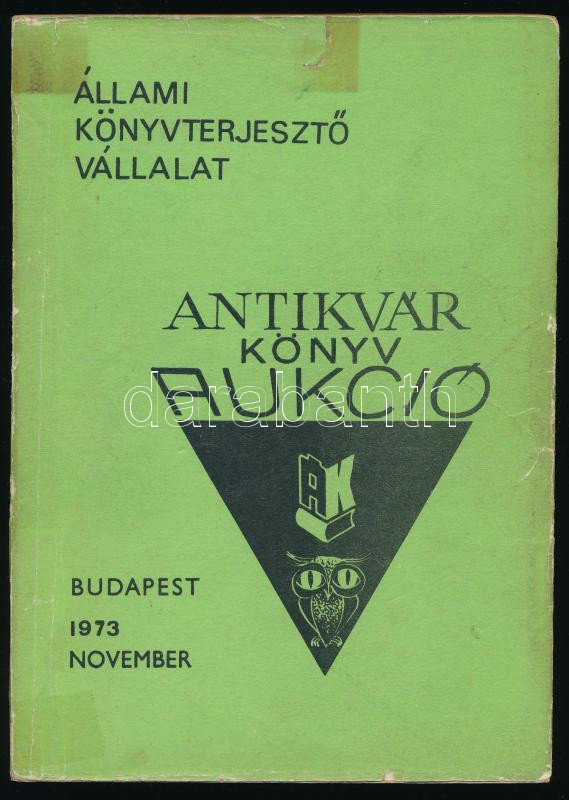 ÁLLAMI
KÖNYVTERJESZTŐ
VÁLLALAT
ANTIKVÁR
KÖNYV
AUKCIÓ
darabanth
AK
BUDAPEST
1973
NOVEMBER